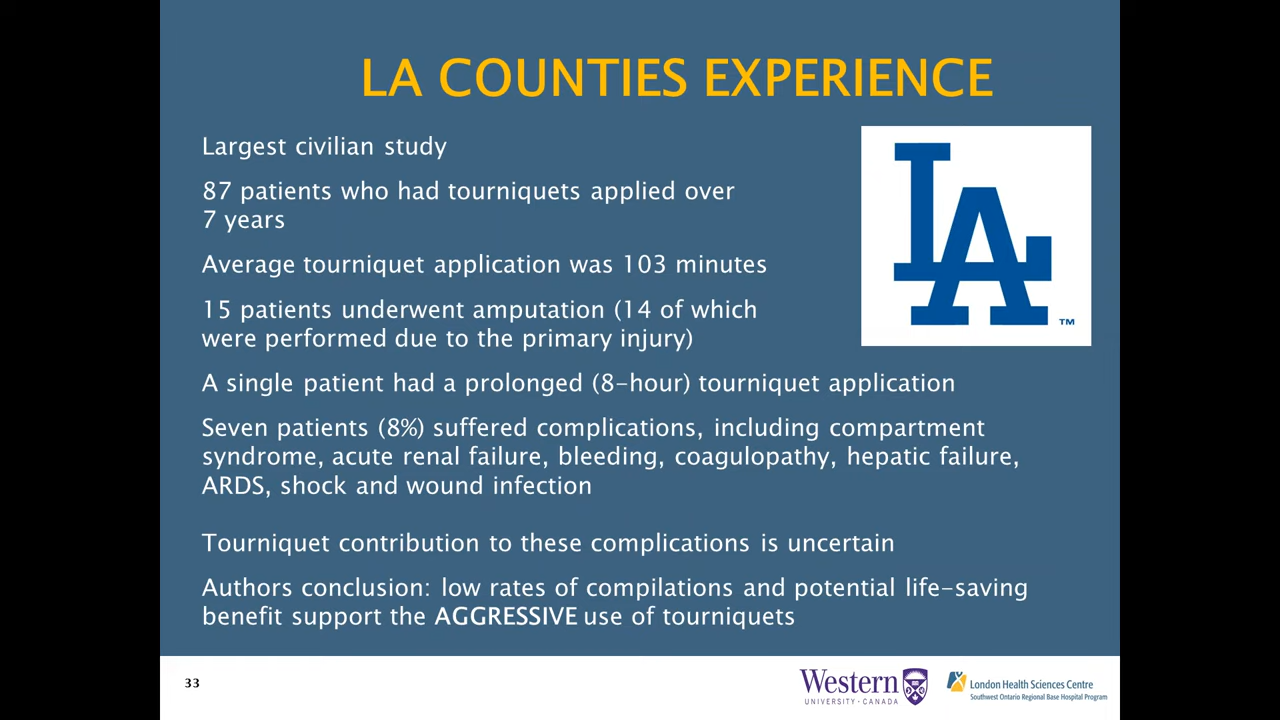 LA COUNTIES EXPERIENCE
Largest civilian study
87 patients who had tourniquets applied over
7 years
Average tourniquet application was 103 minutes
15 patients underwent amputation (14 of which
were performed due to the primary injury)
A single patient had a prolonged (8-hour) tourniquet application
Seven patients (8%) suffered complications, including compartment
syndrome, acute renal failure, bleeding, coagulopathy, hepatic failure,
ARDS, shock and wound infection
Tourniquet contribution to these complications is uncertain
Authors conclusion: low rates of compilations and potential life-saving
benefit support the AGGRESSIVE use of tourniquets
LA
TM
33
Western
UNIVERSITY · CANADA
London Health Sciences Centre
Southwest Ontario Regional Base Hospital Program